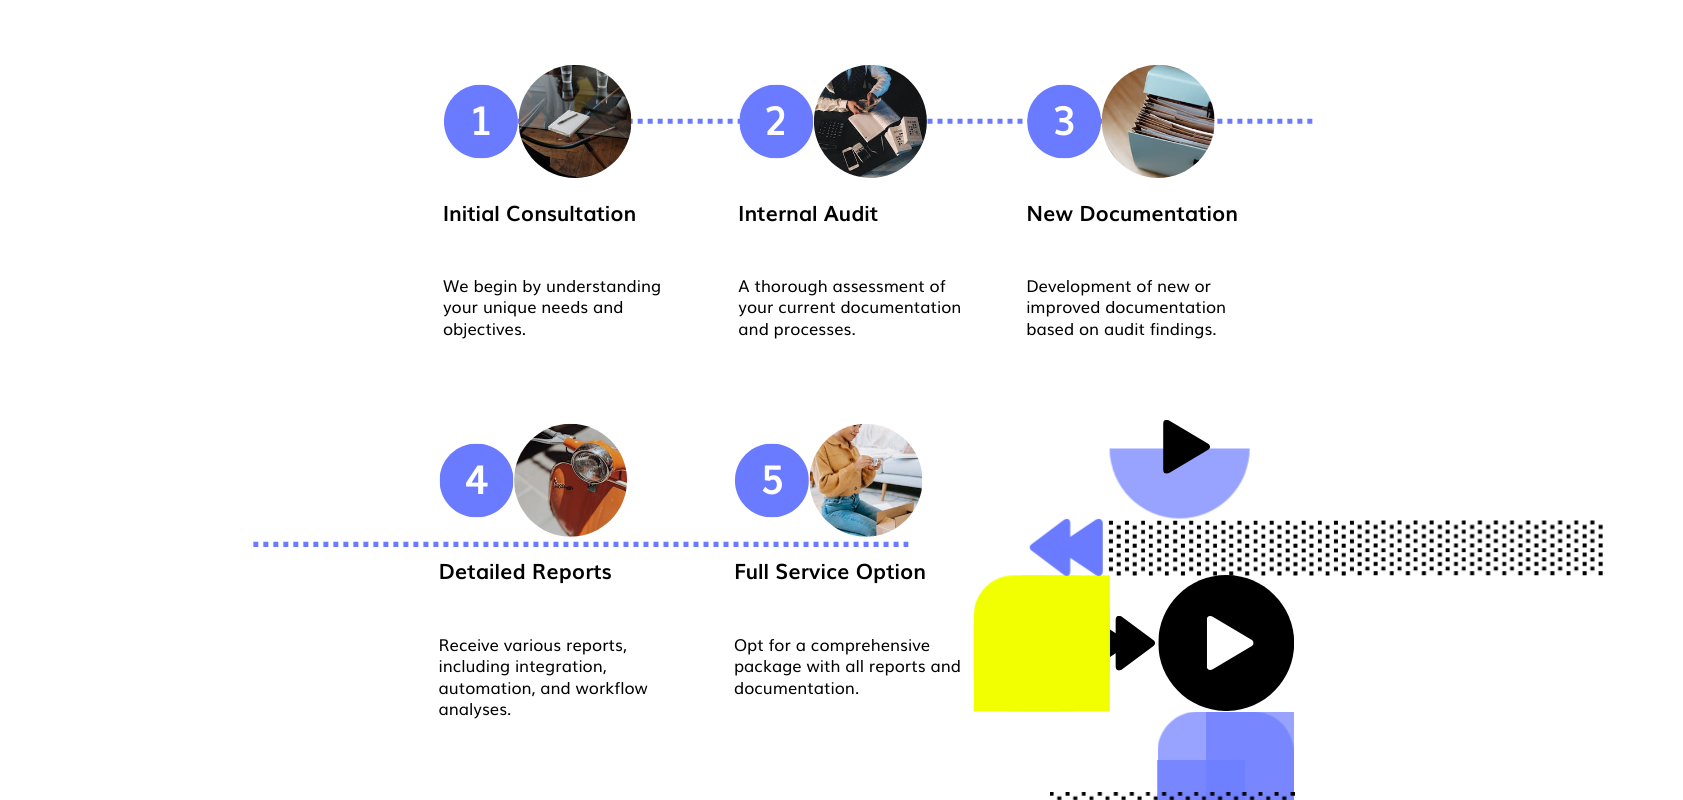 1
2
3
Initial Consultation
Internal Audit
New Documentation
We begin by understanding
your unique needs and
objectives.
A thorough assessment of
your current documentation
and processes.
Development of new or
improved documentation
based on audit findings.
4
5
Detailed Reports
Full Service Option
Receive various reports,
including integration,
automation, and workflow
analyses.
Opt for a comprehensive
package with all reports and
documentation.